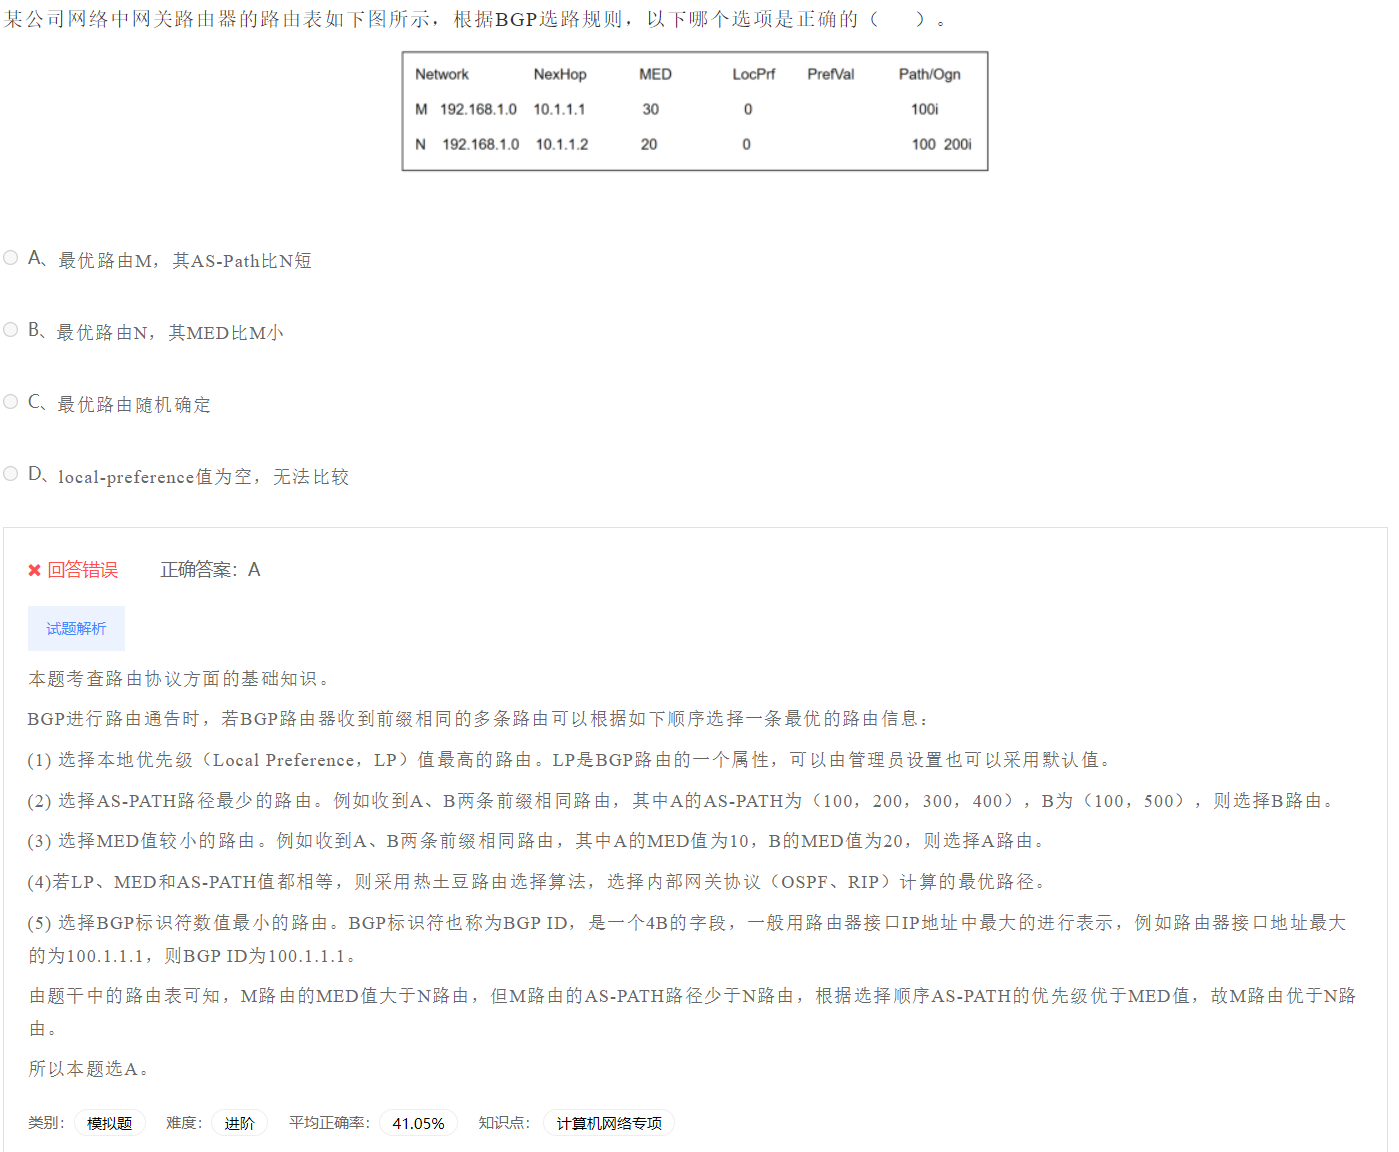 某公司网络中网关路由器的路由表如下图所示，根据BGP选路规则，以下哪个选项是正确的（　　）。
Network NexHop MED LocPrf PrefVal Path/Ogn
M 192.168.1.0 10.1.1.1 30 0 100i
N 192.168.1.0 10.1.1.2 20 0 100 200i
A、最优路由M，其AS-Path比N短
B、最优路由N，其MED比M小
C、最优路由随机确定
D、local-preference值为空，无法比较
回答错误 正确答案：A
试题解析
本题考查路由协议方面的基础知识。
BGP进行路由通告时，若BGP路由器收到前缀相同的多条路由可以根据如下顺序选择一条最优的路由信息：
(1) 选择本地优先级（Local Preference，LP）值最高的路由。LP是BGP路由的一个属性，可以由管理员设置也可以采用默认值。
(2) 选择AS-PATH路径最少的路由。例如收到A、B两条前缀相同路由，其中A的AS-PATH为（100，200，300，400），B为（100，500），则选择B路由。
(3) 选择MED值较小的路由。例如收到A、B两条前缀相同路由，其中A的MED值为10，B的MED值为20，则选择A路由。
(4)若LP、MED和AS-PATH值都相等，则采用热土豆路由选择算法，选择内部网关协议（OSPF、RIP）计算的最优路径。
(5) 选择BGP标识符数值最小的路由。BGP标识符也称为BGP ID，是一个4B的字段，一般用路由器接口IP地址中最大的进行表示，例如路由器接口地址最大
的为100.1.1.1，则BGP ID为100.1.1.1。
由题干中的路由表可知，M路由的MED值大于N路由，但M路由的AS-PATH路径少于N路由，根据选择顺序AS-PATH的优先级优于MED值，故M路由优于N路
由。
所以本题选A。
类别： 模拟题 难度： 进阶 平均正确率： 41.05% 知识点： 计算机网络专项